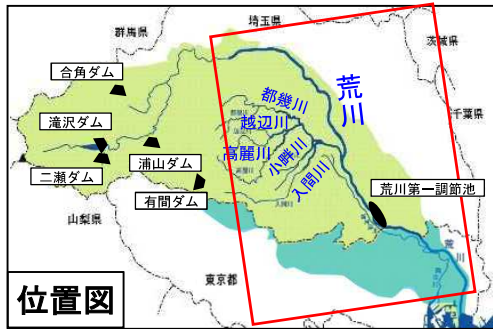 埼玉県
群馬県
茨城県
合角ダム
荒川
都幾川
千葉県
越辺川
滝沢ダム
高麗川
小畔川
入間川
浦山ダム
二瀬ダム
荒川第一調節池
有間ダム
入間川
山梨県
荒川
東京都
位置図